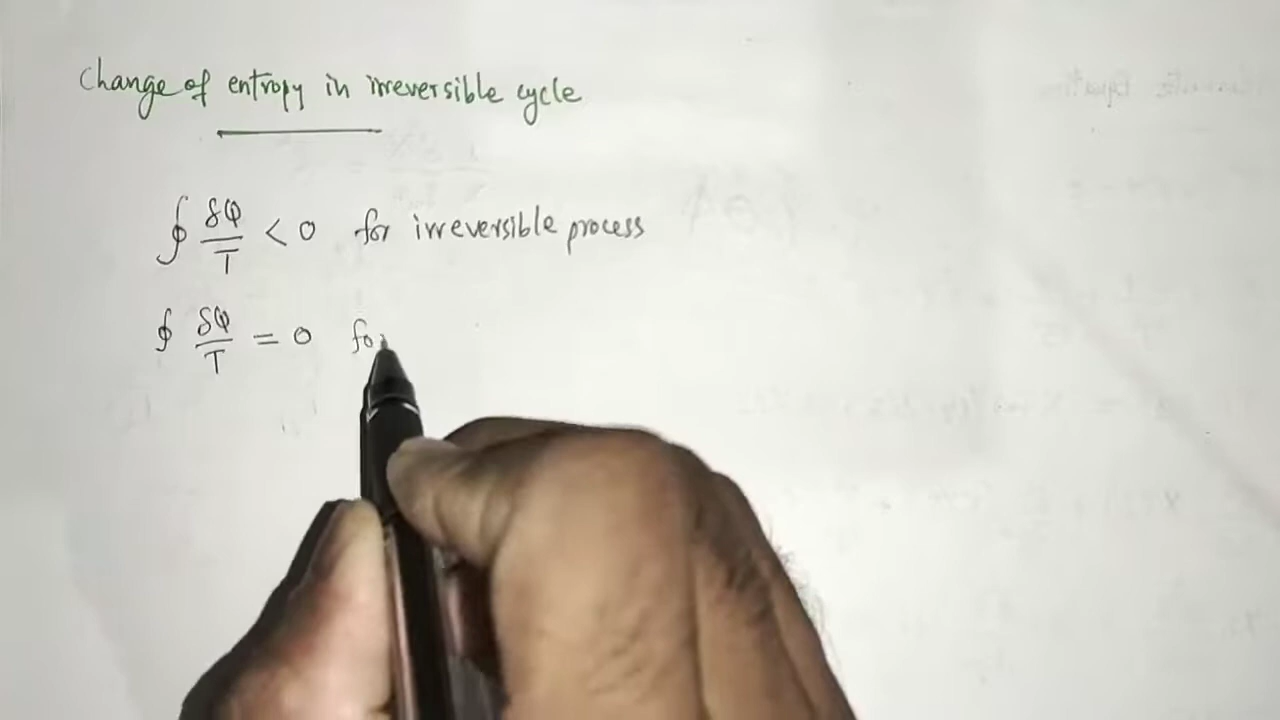 Change of entropy in irreversible cycle
∮ δQ/T < 0 for irreversible process
∮ δQ/T = 0 fo